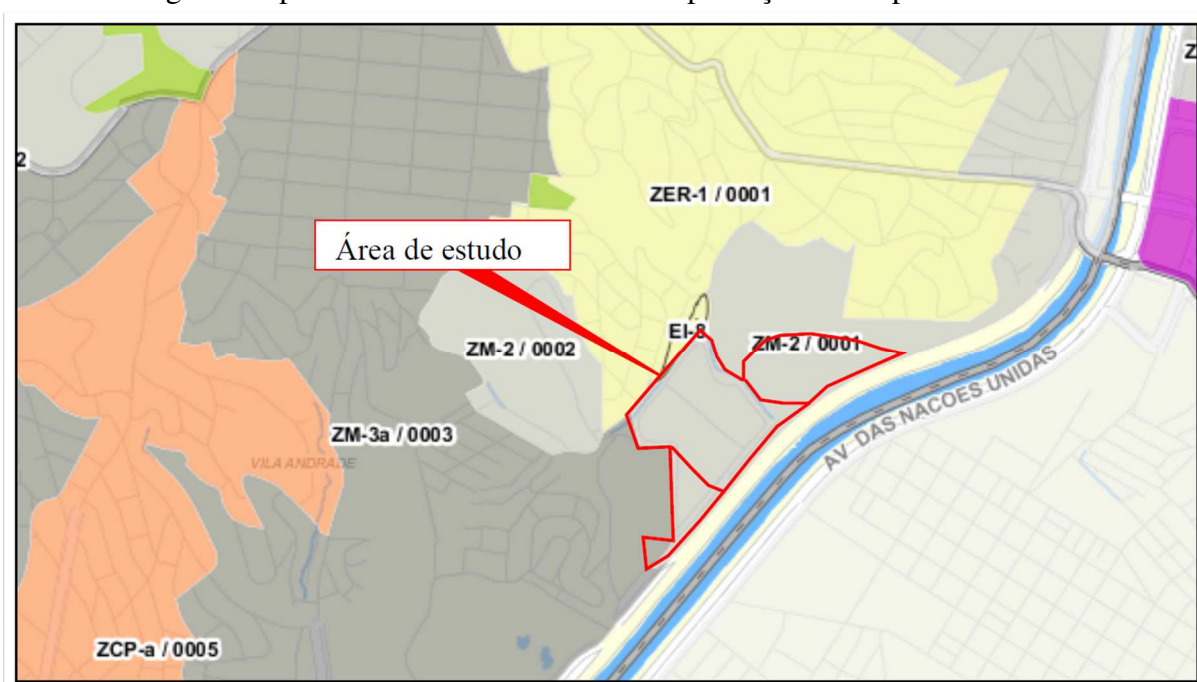 Z
2
ZER-1 / 0001
Área de estudo
EI-8
ZM-2 / 0002
ZM-2 / 0001
AV. DAS NACOES UNIDAS
ZM-3a / 0003
VILA ANDRADE
ZCP-a / 0005